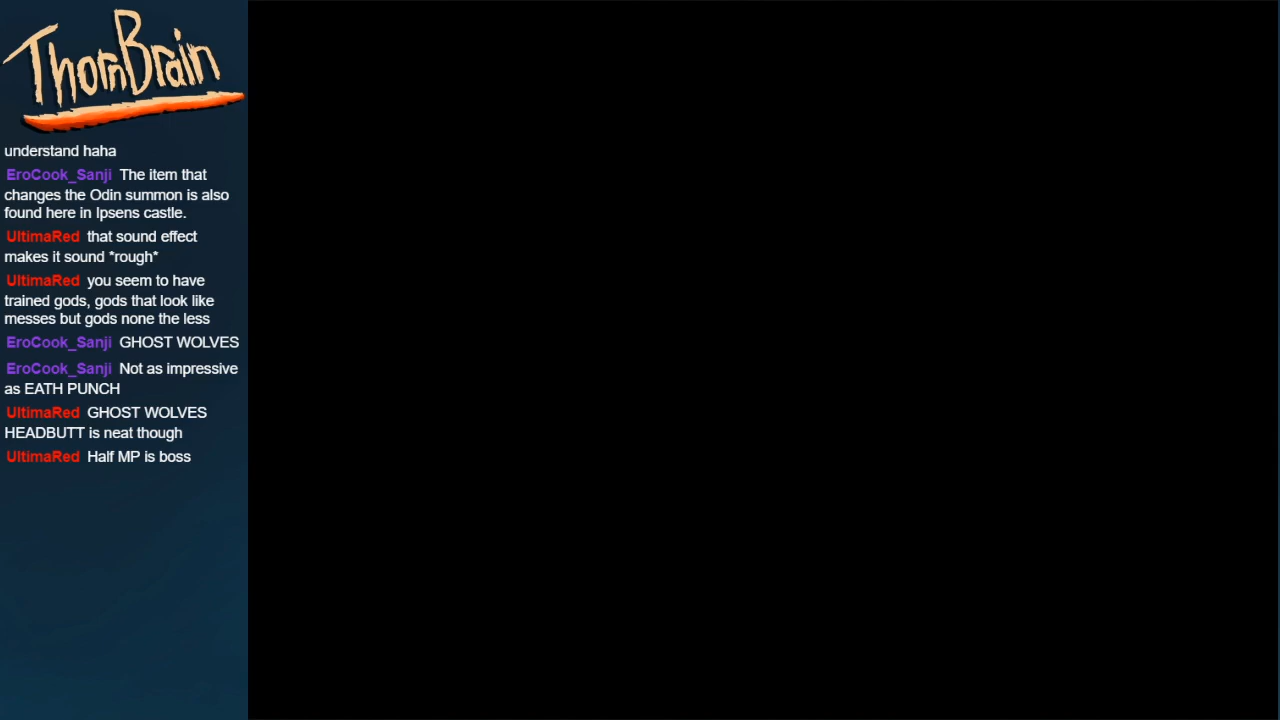 ThornBrain
understand haha
EroCook_Sanji The item that
changes the Odin summon is also
found here in Ipsens castle.
UltimaRed that sound effect
makes it sound *rough*
UltimaRed you seem to have
trained gods, gods that look like
messes but gods none the less
EroCook_Sanji GHOST WOLVES
EroCook_Sanji Not as impressive
as EATH PUNCH
UltimaRed GHOST WOLVES
HEADBUTT is neat though
UltimaRed Half MP is boss